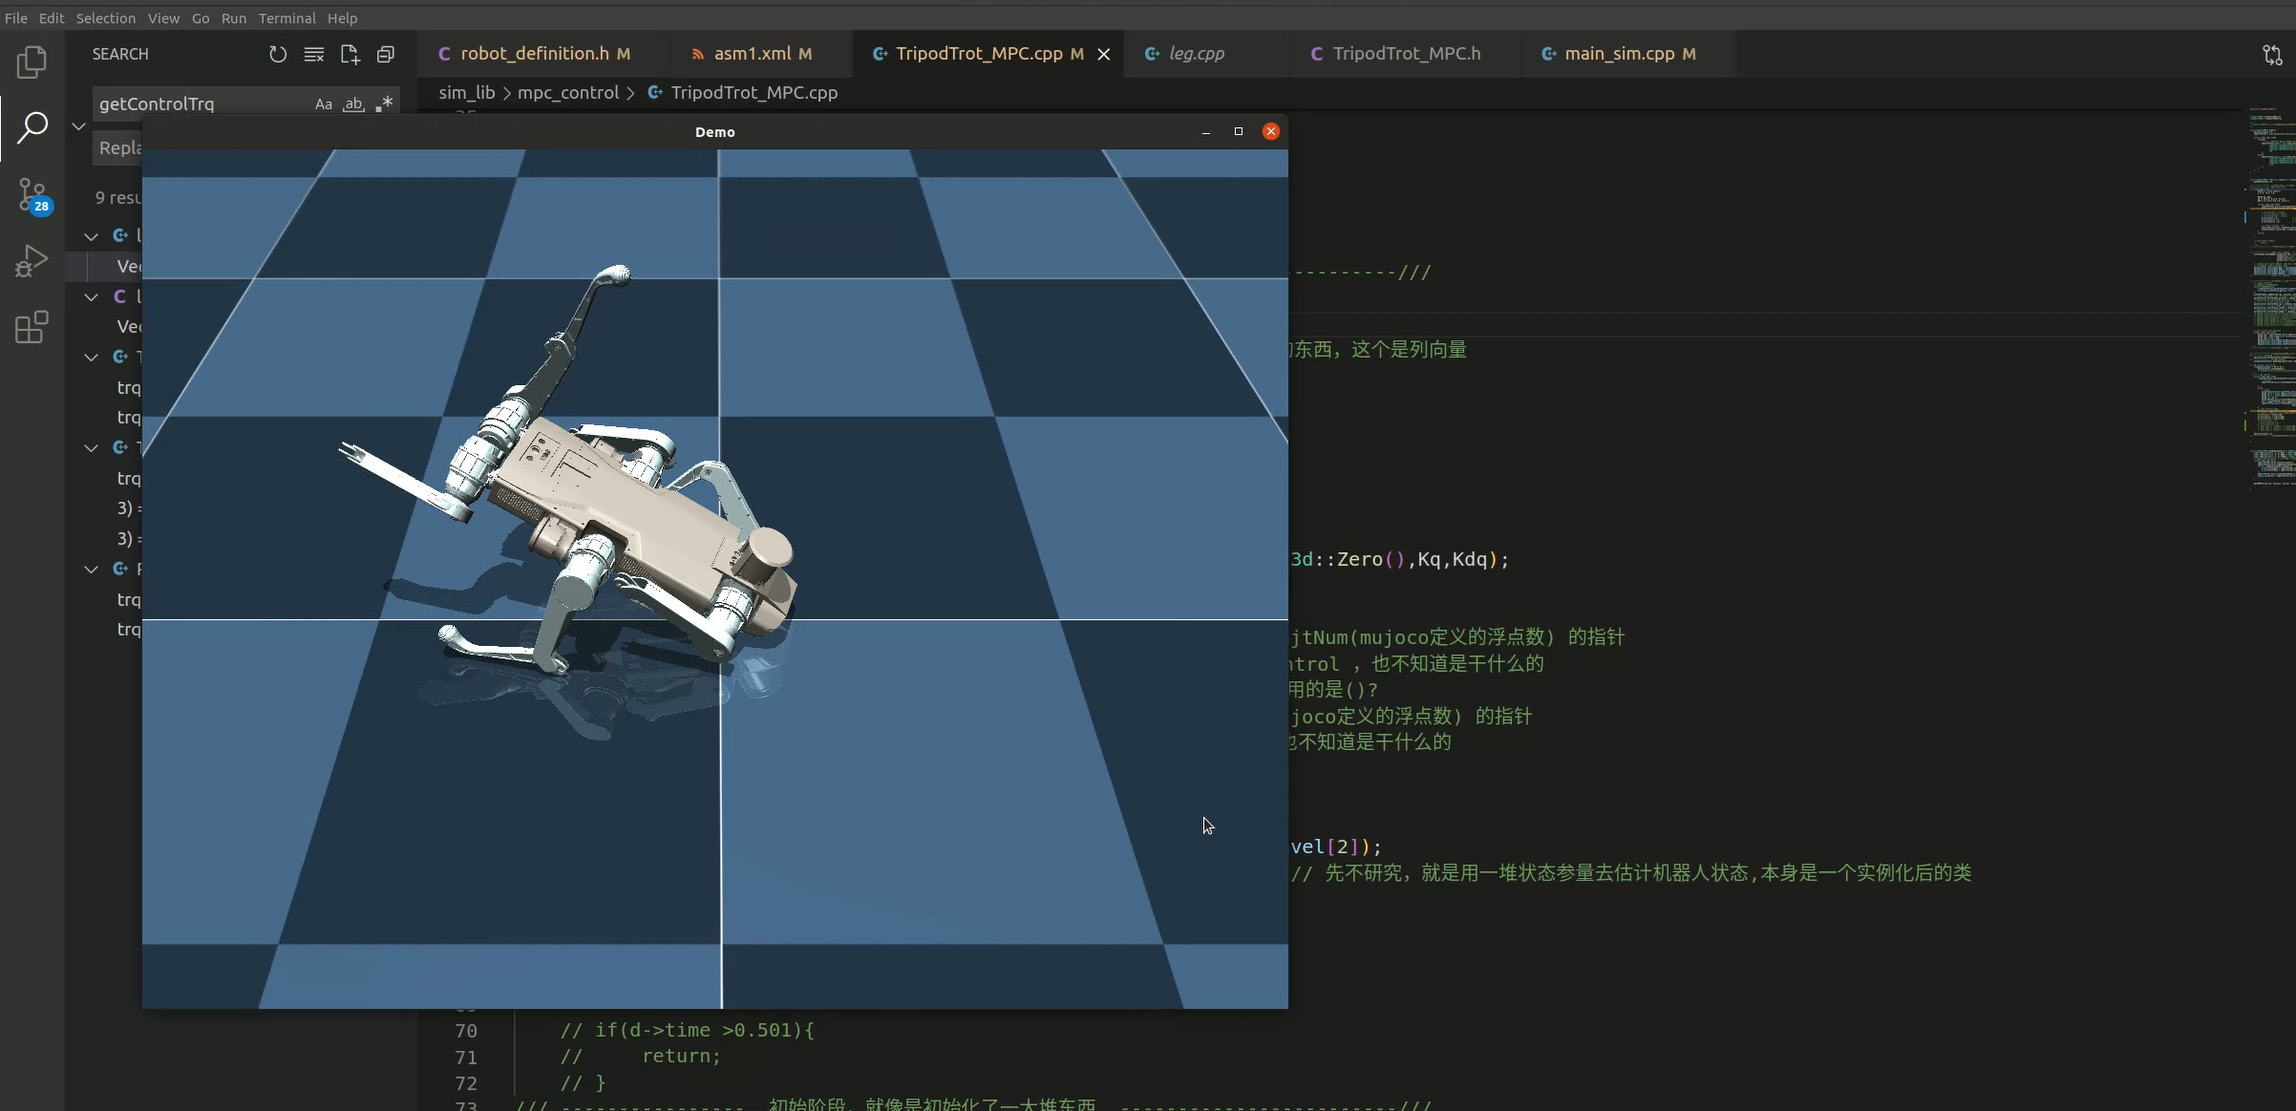 File Edit Selection View Go Run Terminal Help
SEARCH
robot_definition.h M
asm1.xml M
TripodTrot_MPC.cpp M
leg.cpp
TripodTrot_MPC.h
main_sim.cpp M
sim_lib > mpc_control > TripodTrot_MPC.cpp
getControlTrq
Aa ab .*
Repla
Demo
9 resu
28
l
Vec
l
Vec
T
trq
trq
T
trq
3) =
3) =
trq
trq
----------///
的东西，这个是列向量
3d::Zero(),Kq,Kdq);
jtNum(mujoco定义的浮点数) 的指针
ntrol ，也不知道是干什么的
用的是()?
joco定义的浮点数) 的指针
也不知道是干什么的
vel[2]);
// 先不研究，就是用一堆状态参量去估计机器人状态,本身是一个实例化后的类
70 // if(d->time >0.501){
71 // return;
72 // }
73 /// ---------------- 初始阶段，就像是初始化了一大堆东西 ------------------------///